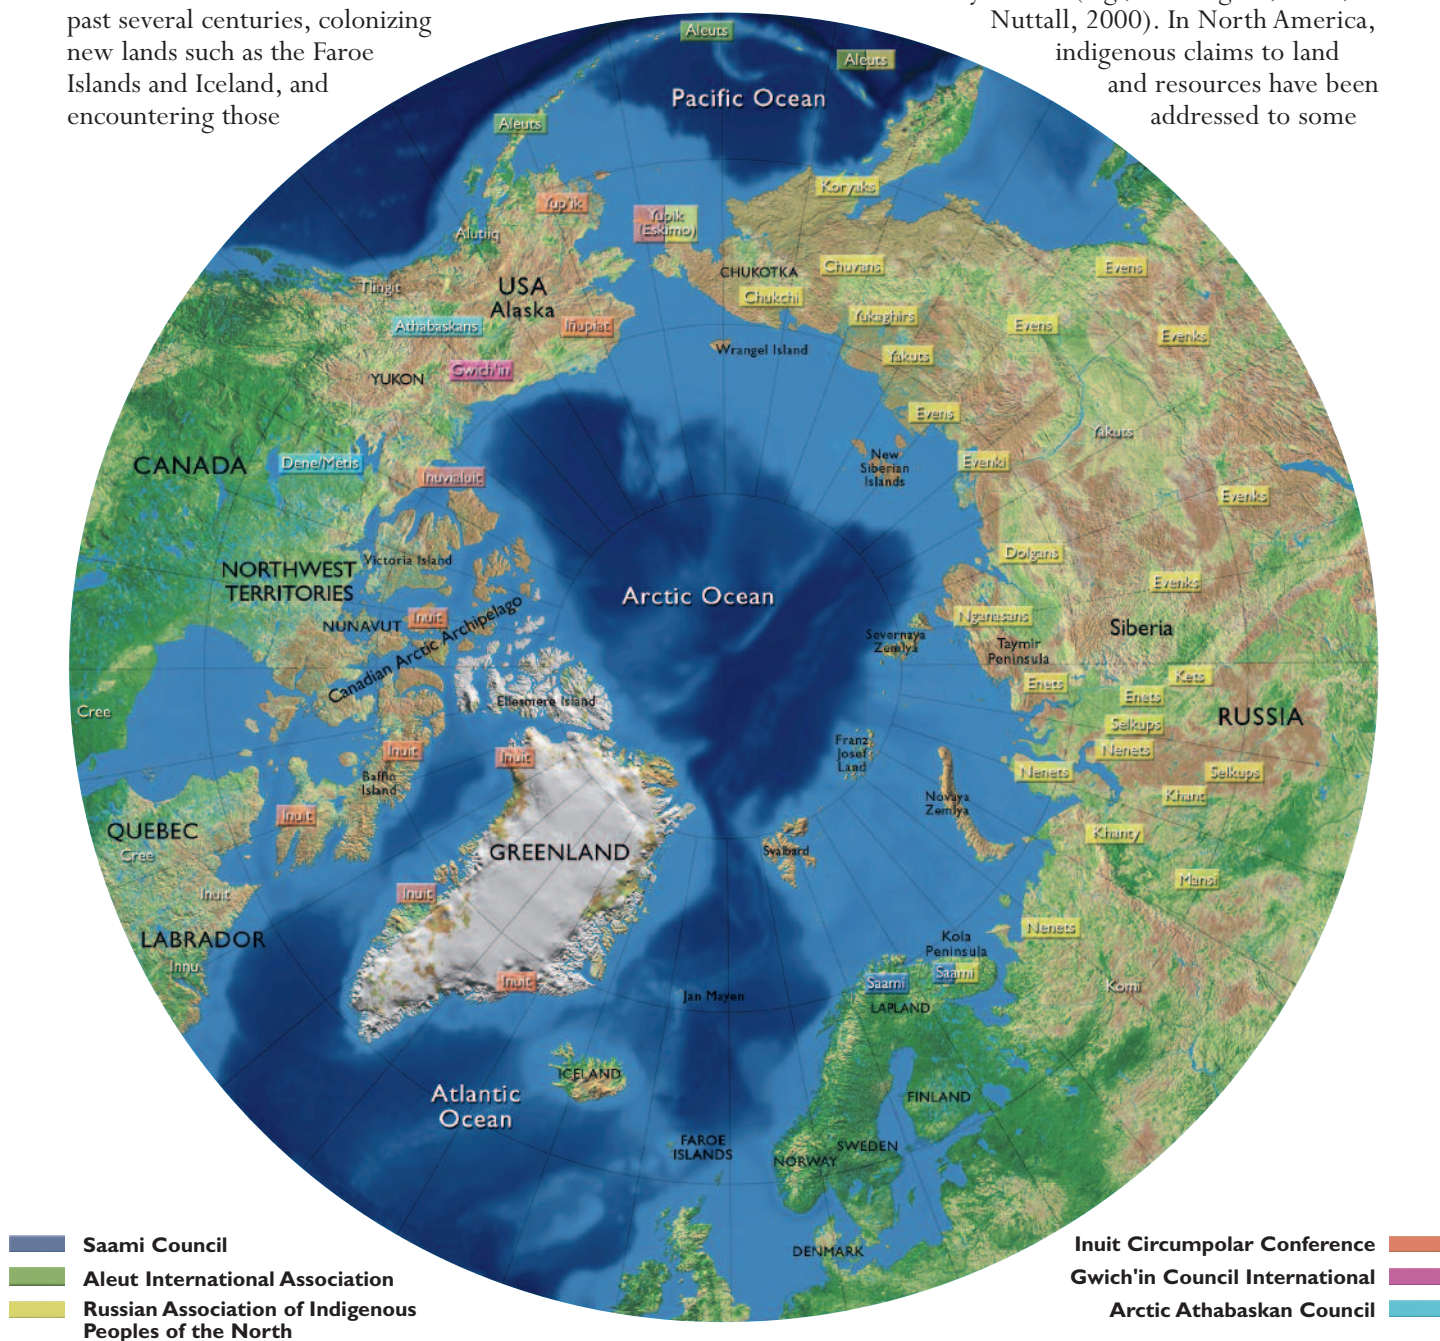 past several centuries, colonizing
new lands such as the Faroe
Islands and Iceland, and
encountering those
Nuttall, 2000). In North America,
indigenous claims to land
and resources have been
addressed to some
Aleuts
Aleuts
Pacific Ocean
Aleuts
Koryaks
Yup'ik
Yupik
(Eskimo)
Alutiiq
CHUKOTKA
Chuvans
Evens
Tlingit
USA
Alaska
Chukchi
Athabaskans
Iñupiat
Yukaghirs
Evens
Evenks
Wrangel Island
Yakuts
YUKON
Gwich'in
Evens
Yakuts
CANADA
Dene/Métis
Inuvialuit
New
Siberian
Islands
Evenki
Evenks
Victoria Island
Dolgans
NORTHWEST
TERRITORIES
Arctic Ocean
Evenks
NUNAVUT
Inuit
Canadian Arctic Archipelago
Nganasans
Severnaya
Zemlya
Taymir
Peninsula
Siberia
Enets
Kets
Enets
Ellesmere Island
Cree
Selkups
RUSSIA
Inuit
Inuit
Franz
Josef
Land
Nenets
Nenets
Selkups
Baffin
Island
Novaya
Zemlya
Khant
Inuit
QUEBEC
Cree
GREENLAND
Svalbard
Khanty
Mansi
Inuit
Inuit
Nenets
LABRADOR
Innu
Kola
Peninsula
Inuit
Saami
Saami
Komi
Jan Mayen
LAPLAND
ICELAND
Atlantic
Ocean
FINLAND
FAROE
ISLANDS
SWEDEN
NORWAY
DENMARK
Saami Council
Aleut International Association
Russian Association of Indigenous
Peoples of the North
Inuit Circumpolar Conference
Gwich'in Council International
Arctic Athabaskan Council